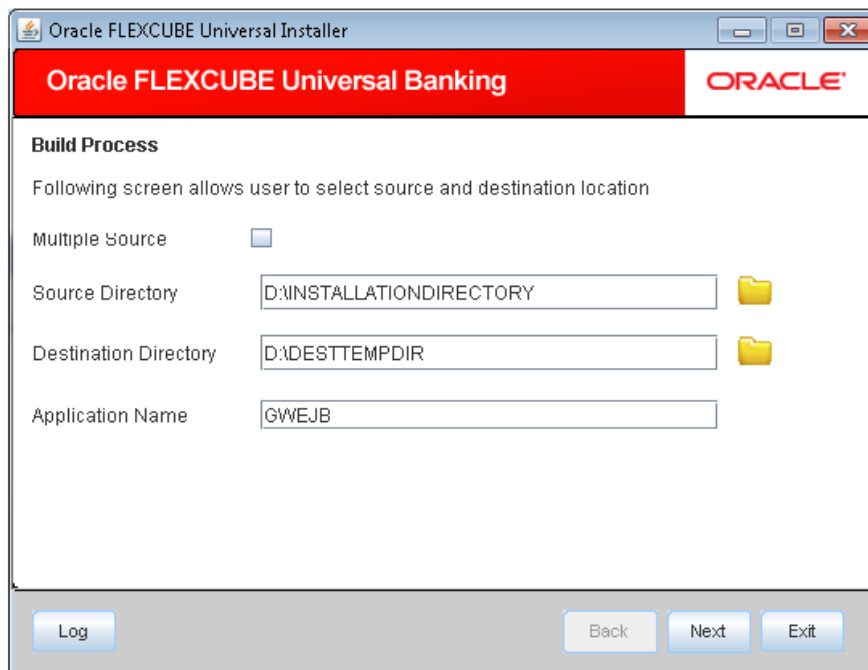 Oracle FLEXCUBE Universal Installer
Oracle FLEXCUBE Universal Banking
ORACLE
Build Process
Following screen allows user to select source and destination location
Multiple Source
Source Directory D:\INSTALLATIONDIRECTORY
Destination Directory D:\DESTTEMPDIR
Application Name GWEJB
Log Back Next Exit